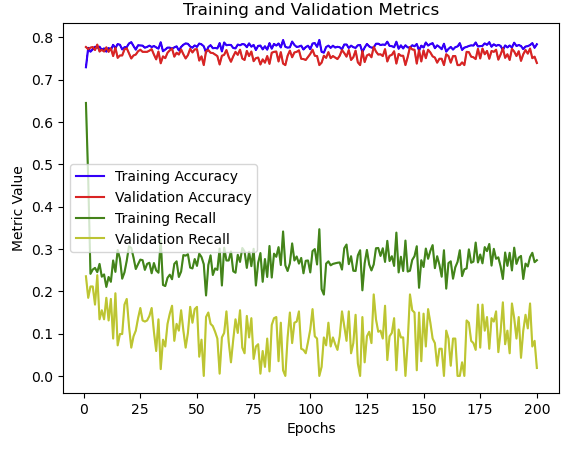 Training and Validation Metrics
Metric Value
0.8
0.7
0.6
0.5
0.4
0.3
0.2
0.1
0.0
Training Accuracy
Validation Accuracy
Training Recall
Validation Recall
0 25 50 75 100 125 150 175 200
Epochs